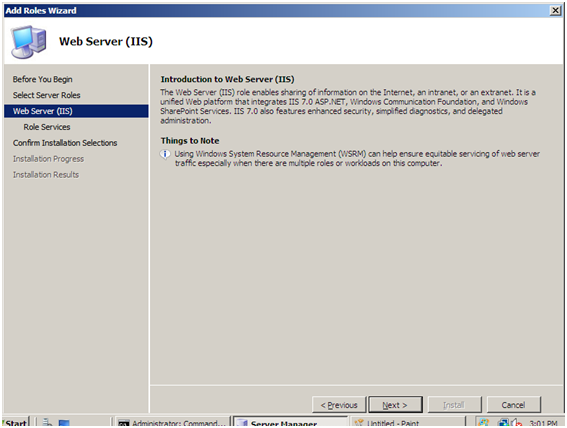 Add Roles Wizard
Web Server (IIS)
Before You Begin
Select Server Roles
Web Server (IIS)
Role Services
Confirm Installation Selections
Installation Progress
Installation Results
Introduction to Web Server (IIS)
The Web Server (IIS) role enables sharing of information on the Internet, an intranet, or an extranet. It is a
unified Web platform that integrates IIS 7.0 ASP.NET, Windows Communication Foundation, and Windows
SharePoint Services. IIS 7.0 also features enhanced security, simplified diagnostics, and delegated
administration.
Things to Note
Using Windows System Resource Management (WSRM) can help ensure equitable servicing of web server
traffic especially when there are multiple roles or workloads on this computer.
< Previous
Next >
Install
Cancel
Start
Administrator: Command...
Server Manager
Untitled - Paint
3:01 PM